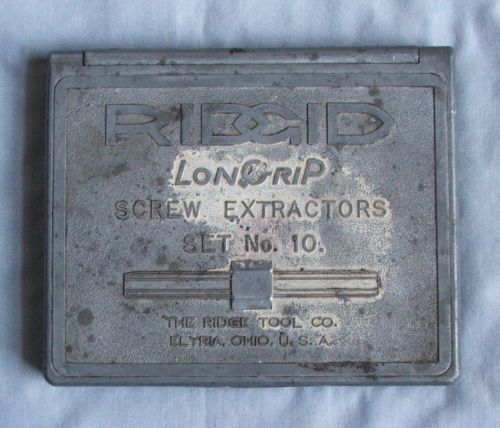 RIDGID
LONGRIP
SCREW EXTRACTORS
SET No. 10.
THE RIDGE TOOL CO.
ELYRIA, OHIO, U. S. A.